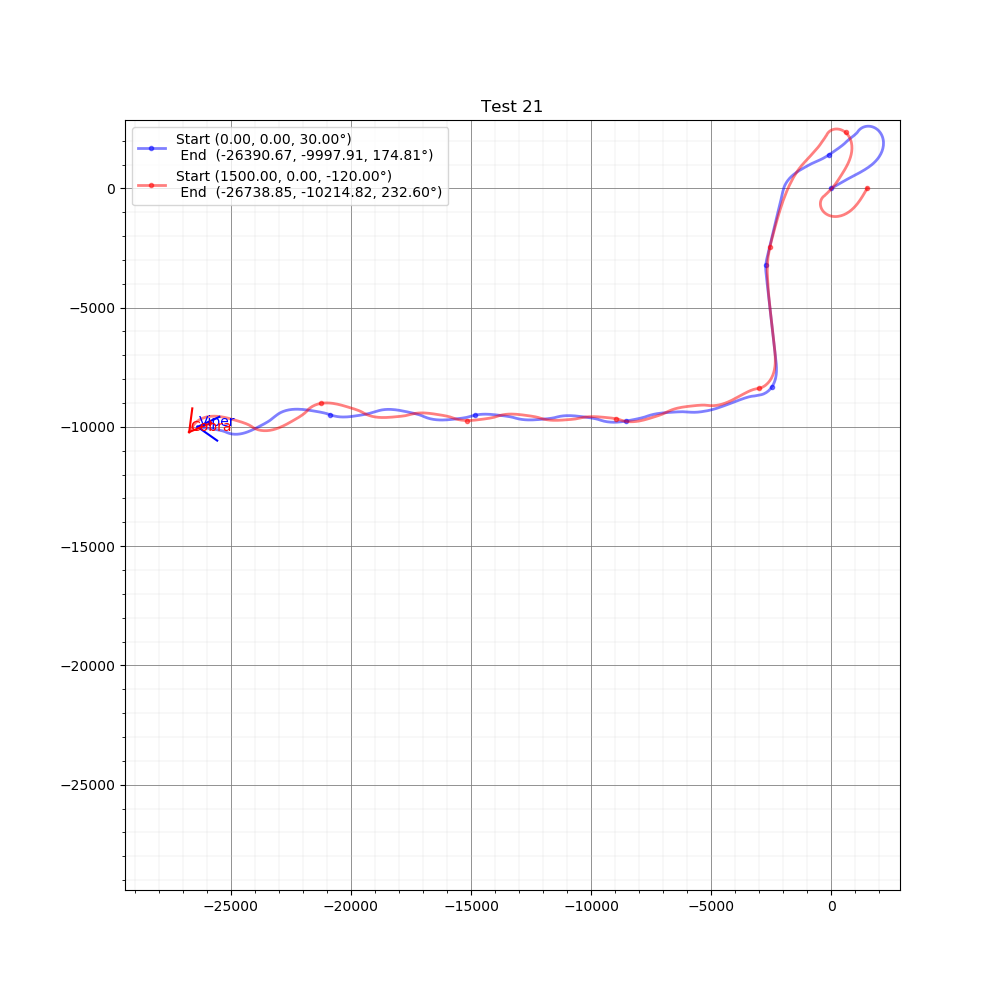 Test 21
Start (0.00, 0.00, 30.00°)
End (-26390.67, -9997.91, 174.81°)
Start (1500.00, 0.00, -120.00°)
End (-26738.85, -10214.82, 232.60°)
0
−5000
−10000
−15000
−20000
−25000
Viper
Cobra
−25000 −20000 −15000 −10000 −5000 0